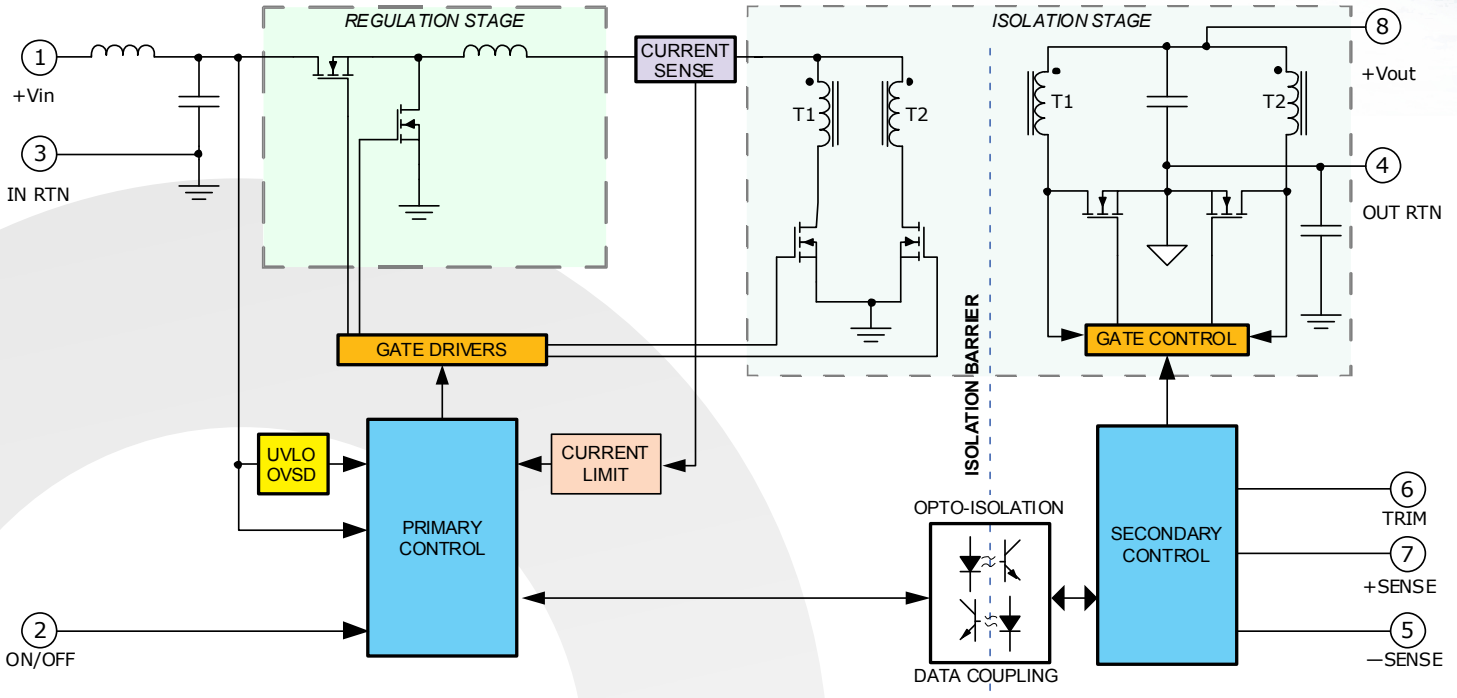 REGULATION STAGE
ISOLATION STAGE
1
+Vin
3
IN RTN
CURRENT
SENSE
T1
T2
T1
T2
8
+Vout
4
OUT RTN
GATE DRIVERS
GATE CONTROL
ISOLATION BARRIER
UVLO
OVSD
PRIMARY
CONTROL
CURRENT
LIMIT
OPTO-ISOLATION
DATA COUPLING
SECONDARY
CONTROL
6
TRIM
7
+SENSE
5
—SENSE
2
ON/OFF